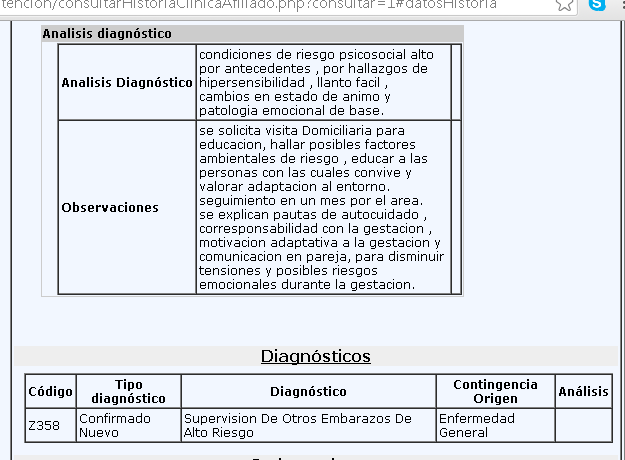 tencion/consultarHistoriaClinicaAfiliado.php?consultar=1#datosHistoria
Analisis diagnóstico
Analisis Diagnóstico
condiciones de riesgo psicosocial alto
por antecedentes , por hallazgos de
hipersensibilidad , llanto facil ,
cambios en estado de animo y
patologia emocional de base.
Observaciones
se solicita visita Domiciliaria para
educacion, hallar posibles factores
ambientales de riesgo , educar a las
personas con las cuales convive y
valorar adaptacion al entorno.
seguimiento en un mes por el area.
se explican pautas de autocuidado ,
corresponsabilidad con la gestacion ,
motivacion adaptativa a la gestacion y
comunicacion en pareja, para disminuir
tensiones y posibles riesgos
emocionales durante la gestacion.
Diagnósticos
Código
Tipo
diagnóstico
Diagnóstico
Contingencia
Origen
Análisis
Z358
Confirmado
Nuevo
Supervision De Otros Embarazos De
Alto Riesgo
Enfermedad
General